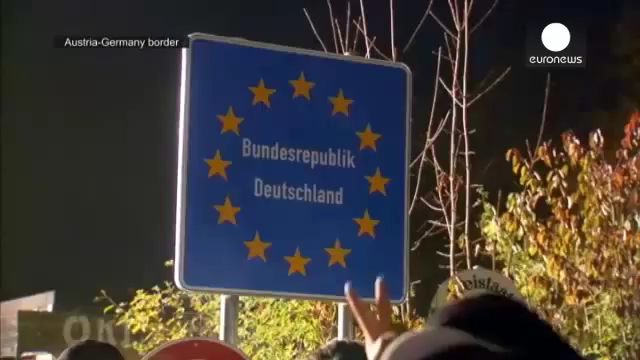 Austria-Germany border
euronews
Bundesrepublik
Deutschland